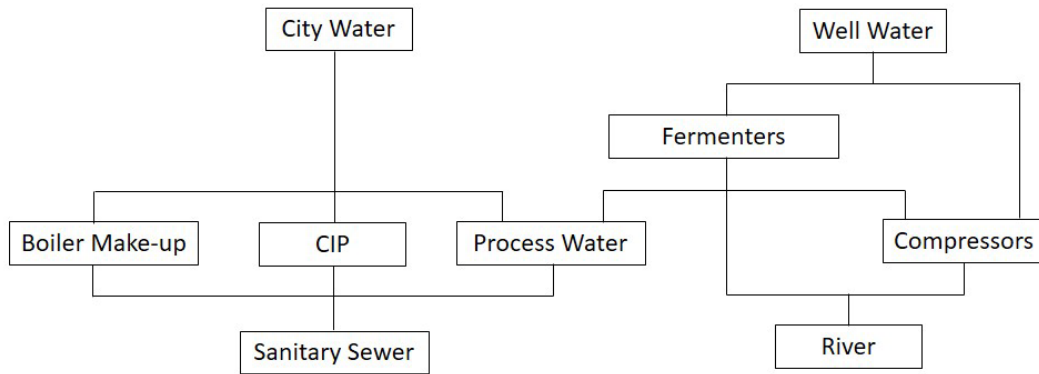 City Water
Well Water
Fermenters
Boiler Make-up
CIP
Process Water
Compressors
Sanitary Sewer
River